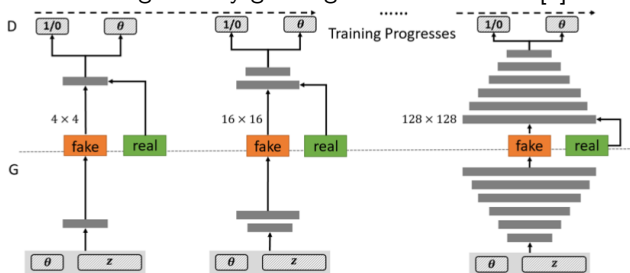 D
1/0 θ
1/0 θ
......
1/0 θ
Training Progresses
4 × 4
16 × 16
128 × 128
fake real
fake real
fake real
G
θ z
θ z
θ z